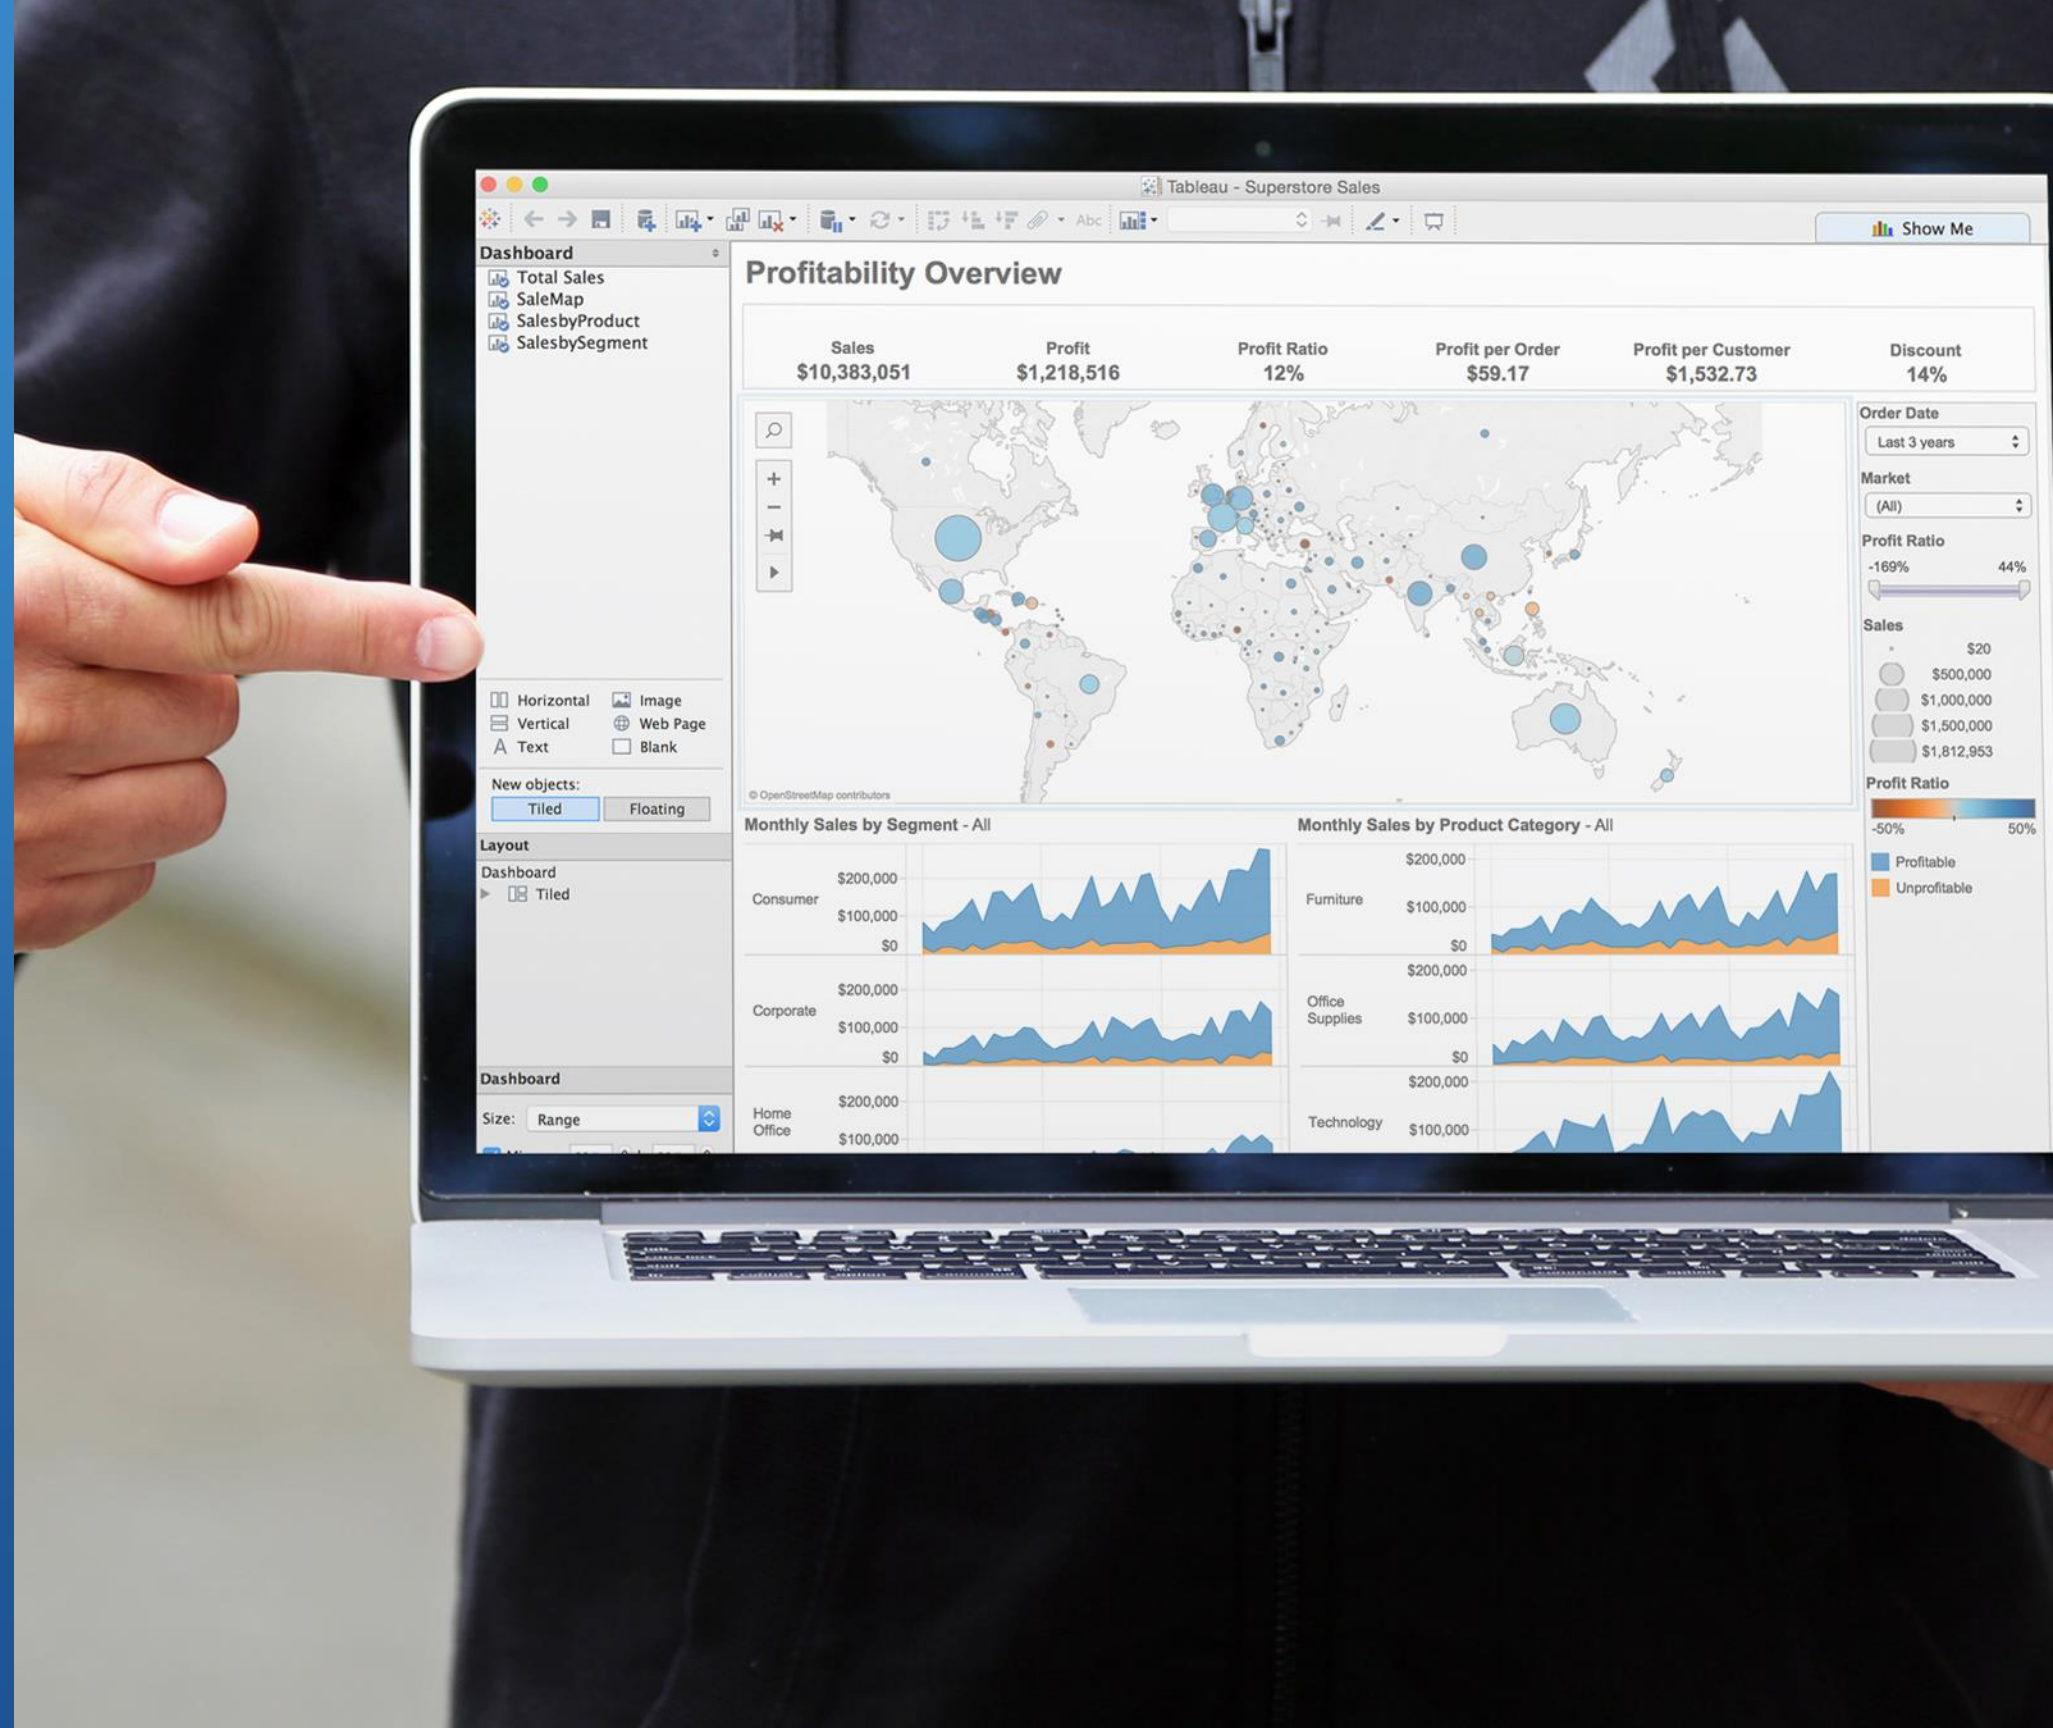 Tableau - Superstore Sales
Abc
Show Me
Dashboard
Total Sales
SaleMap
SalesbyProduct
SalesbySegment
Horizontal Image
Vertical Web Page
Text Blank
New objects:
Tiled Floating
Layout
Dashboard
Tiled
Dashboard
Size: Range
Profitability Overview
Sales Profit Profit Ratio Profit per Order Profit per Customer Discount
$10,383,051 $1,218,516 12% $59.17 $1,532.73 14%
© OpenStreetMap contributors
Order Date
Last 3 years
Market
(All)
Profit Ratio
-169% 44%
Sales
$20
$500,000
$1,000,000
$1,500,000
$1,812,953
Profit Ratio
-50% 50%
Profitable
Unprofitable
Monthly Sales by Segment - All
Consumer
$200,000
$100,000
$0
Corporate
$200,000
$100,000
$0
Home
Office
$200,000
$100,000
Monthly Sales by Product Category - All
Furniture
$200,000
$100,000
$0
Office
Supplies
$200,000
$100,000
$0
Technology
$200,000
$100,000